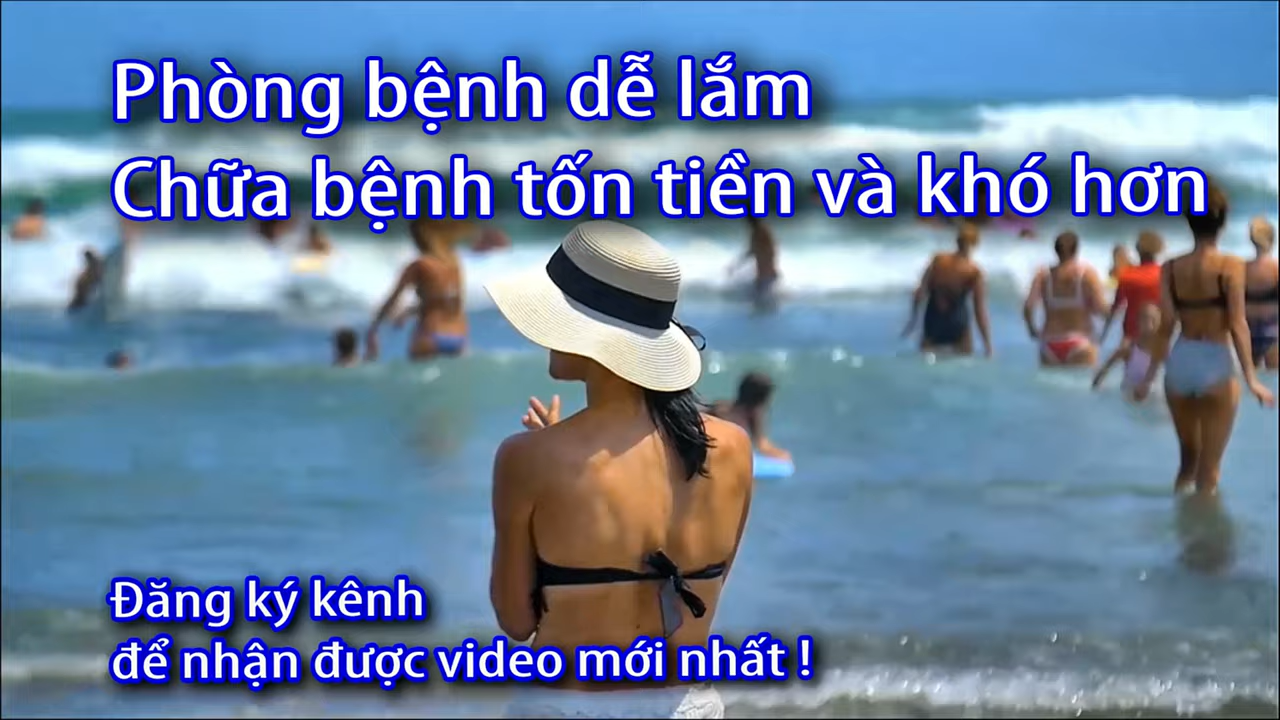 Phòng bệnh dễ lắm
Chữa bệnh tốn tiền và khó hơn
Đăng ký kênh
để nhận được video mới nhất !